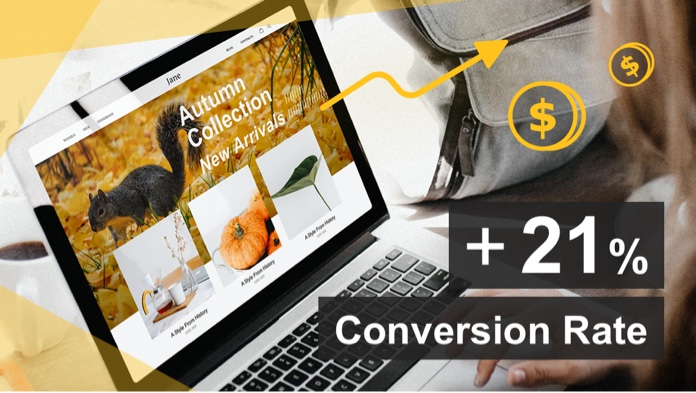 Jane
Autumn
Collection
New Arrivals
A Style From History
A Style From History
A Style From History
+ 21%
Conversion Rate